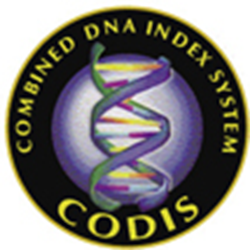 COMBINED DNA INDEX SYSTEM
CODIS